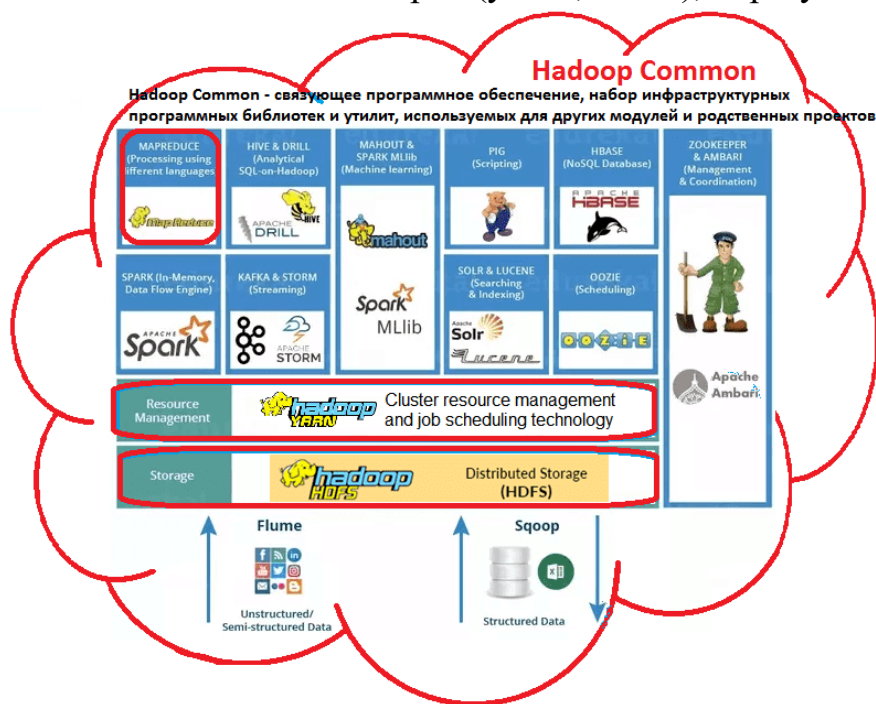 Hadoop Common
Hadoop Common - связующее программное обеспечение, набор инфраструктурных
программных библиотек и утилит, используемых для других модулей и родственных проектов
MAPREDUCE
(Processing using
different languages)
MapReduce
HIVE & DRILL
(Analytical
SQL-on-Hadoop)
HIVE
APACHE
DRILL
MAHOUT &
SPARK MLlib
(Machine learning)
mahout
Spark
MLlib
PIG
(Scripting)
HBASE
(NoSQL Database)
APACHE
HBASE
ZOOKEEPER
& AMBARI
(Management
& Coordination)
Apache
Ambari
SPARK (In-Memory,
Data Flow Engine)
APACHE
Spark
KAFKA & STORM
(Streaming)
APACHE
STORM
SOLR & LUCENE
(Searching
& Indexing)
Apache
Solr
Lucene
OOZIE
(Scheduling)
OOZIE
Resource
Management
hadoop
YARN
Cluster resource management
and job scheduling technology
Storage
hadoop
HDFS
Distributed Storage
(HDFS)
Flume
Unstructured/
Semi-structured Data
Sqoop
Structured Data